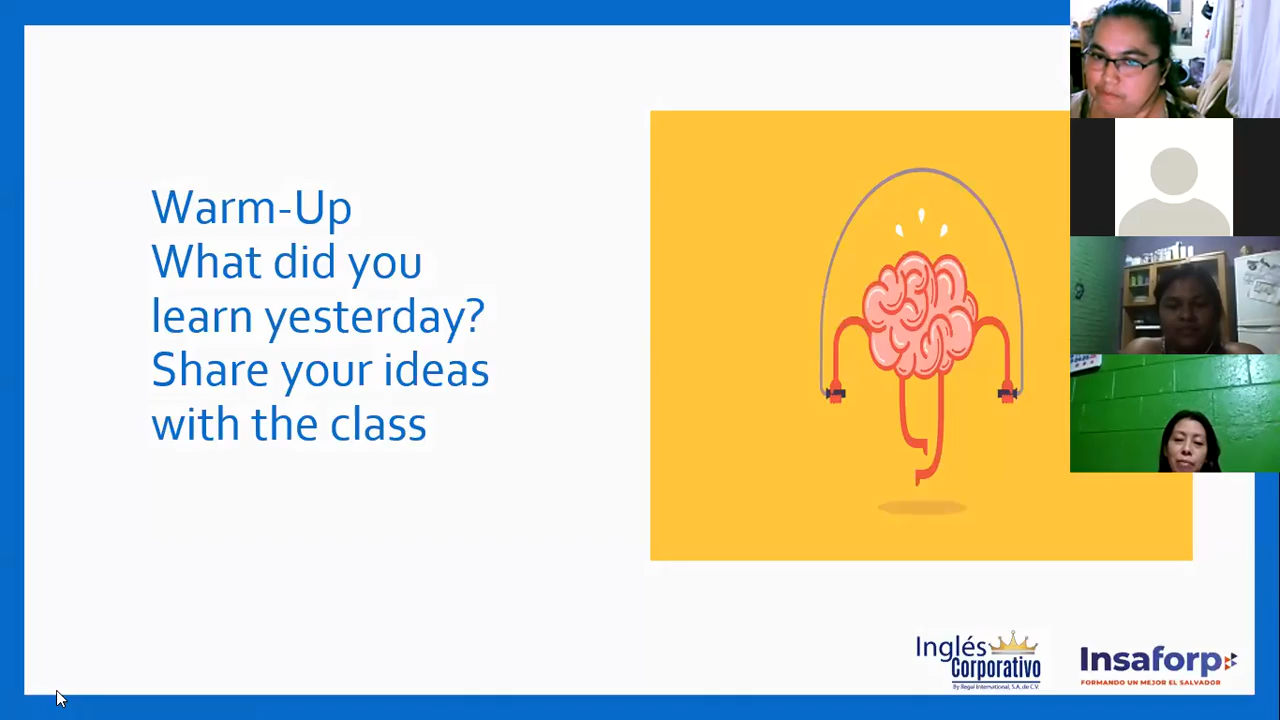 Warm-Up
What did you
learn yesterday?
Share your ideas
with the class
Inglés
Corporativo
By Regal International, S.A. de C.V.
Insaforp
FORMANDO UN MEJOR EL SALVADOR